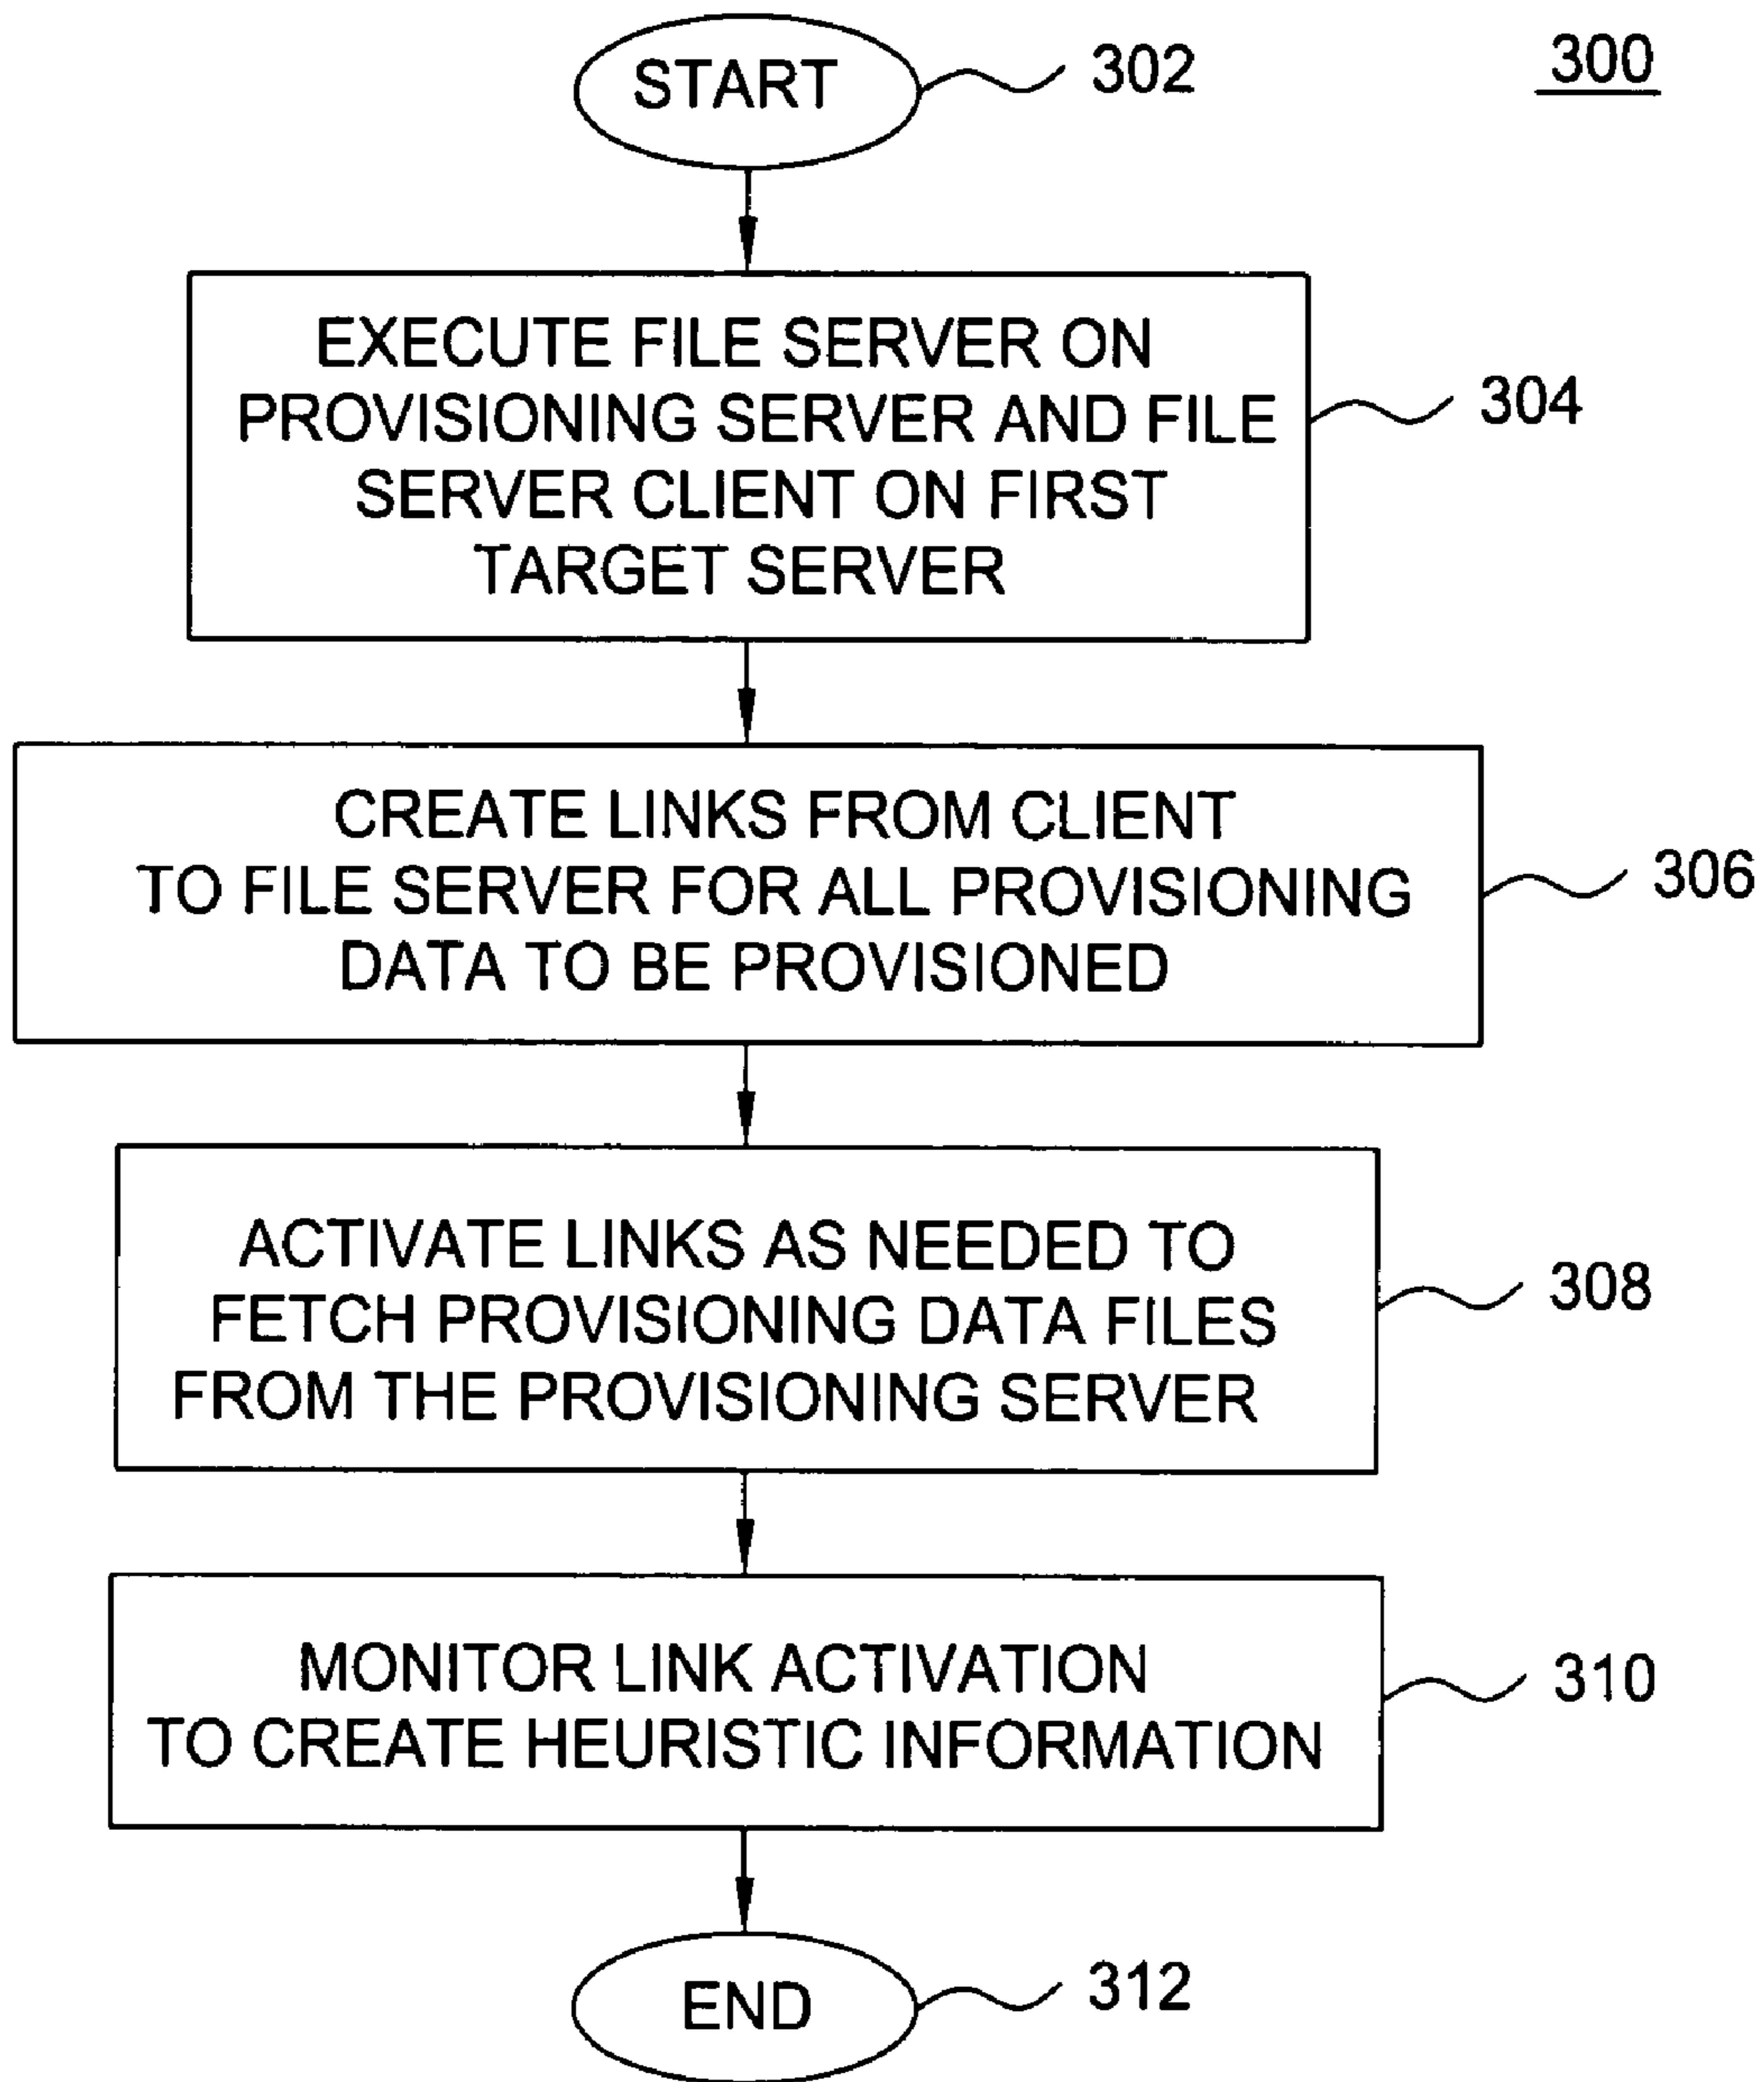 START
302
300
EXECUTE FILE SERVER ON
PROVISIONING SERVER AND FILE
SERVER CLIENT ON FIRST
TARGET SERVER
304
CREATE LINKS FROM CLIENT
TO FILE SERVER FOR ALL PROVISIONING
DATA TO BE PROVISIONED
306
ACTIVATE LINKS AS NEEDED TO
FETCH PROVISIONING DATA FILES
FROM THE PROVISIONING SERVER
308
MONITOR LINK ACTIVATION
TO CREATE HEURISTIC INFORMATION
310
END
312